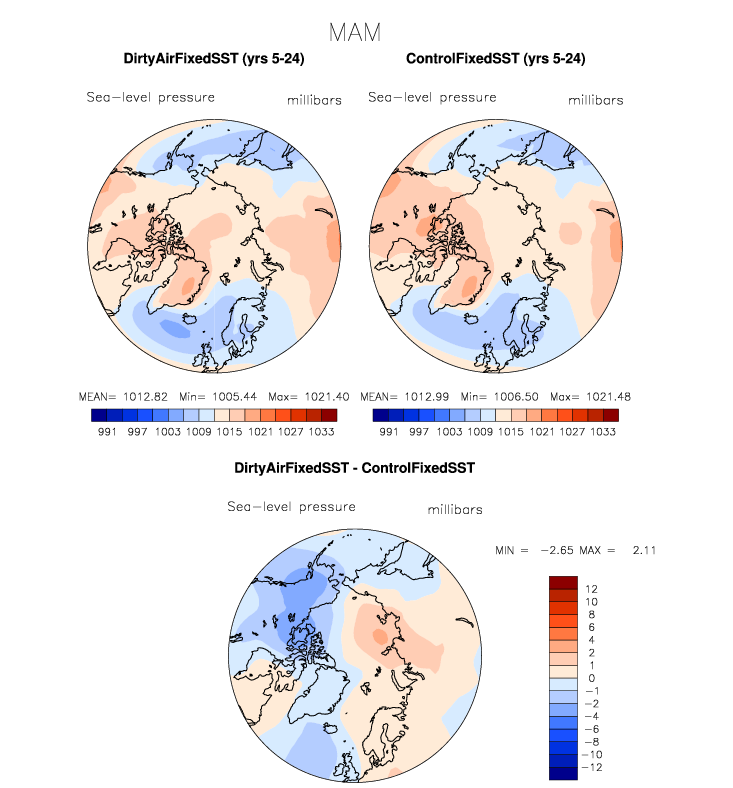 MAM
DirtyAirFixedSST (yrs 5-24)
ControlFixedSST (yrs 5-24)
Sea-level pressure
millibars
Sea-level pressure
millibars
MEAN= 1012.82 Min= 1005.44 Max= 1021.40
991 997 1003 1009 1015 1021 1027 1033
MEAN= 1012.99 Min= 1006.50 Max= 1021.48
991 997 1003 1009 1015 1021 1027 1033
DirtyAirFixedSST - ControlFixedSST
Sea-level pressure
millibars
MIN = -2.65 MAX = 2.11
12
10
8
6
4
2
1
0
-1
-2
-4
-6
-8
-10
-12